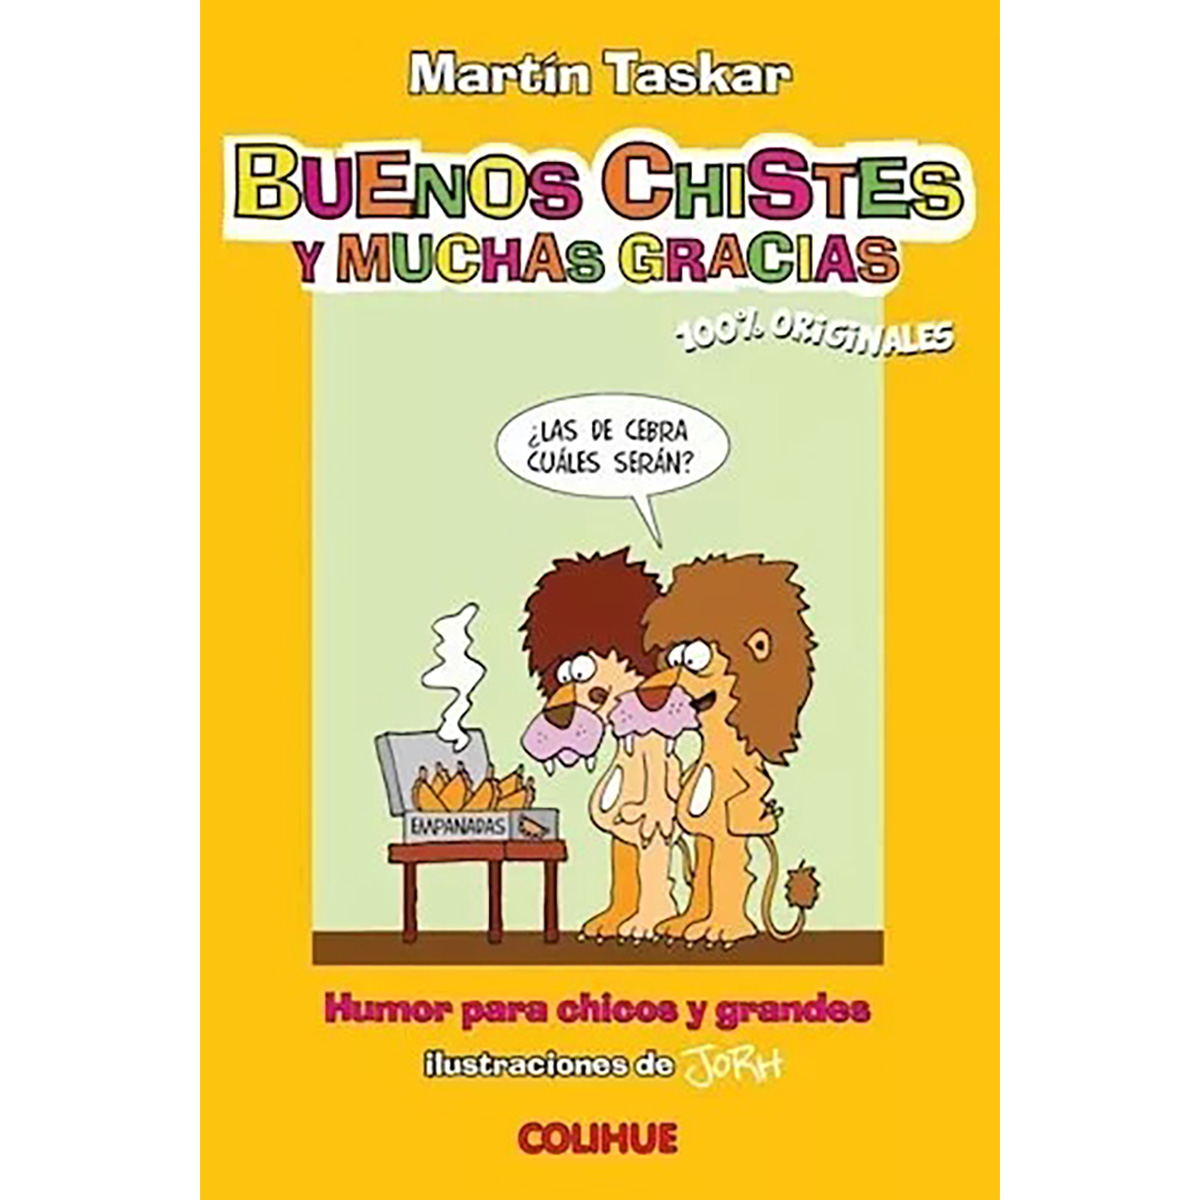 Martín Taskar
BUENOS CHISTES
Y MUCHAS GRACIAS
100% ORIGINALES
¿LAS DE CEBRA
CUÁLES SERÁN?
EMPANADAS
Humor para chicos y grandes
ilustraciones de JORH
COLIHUE